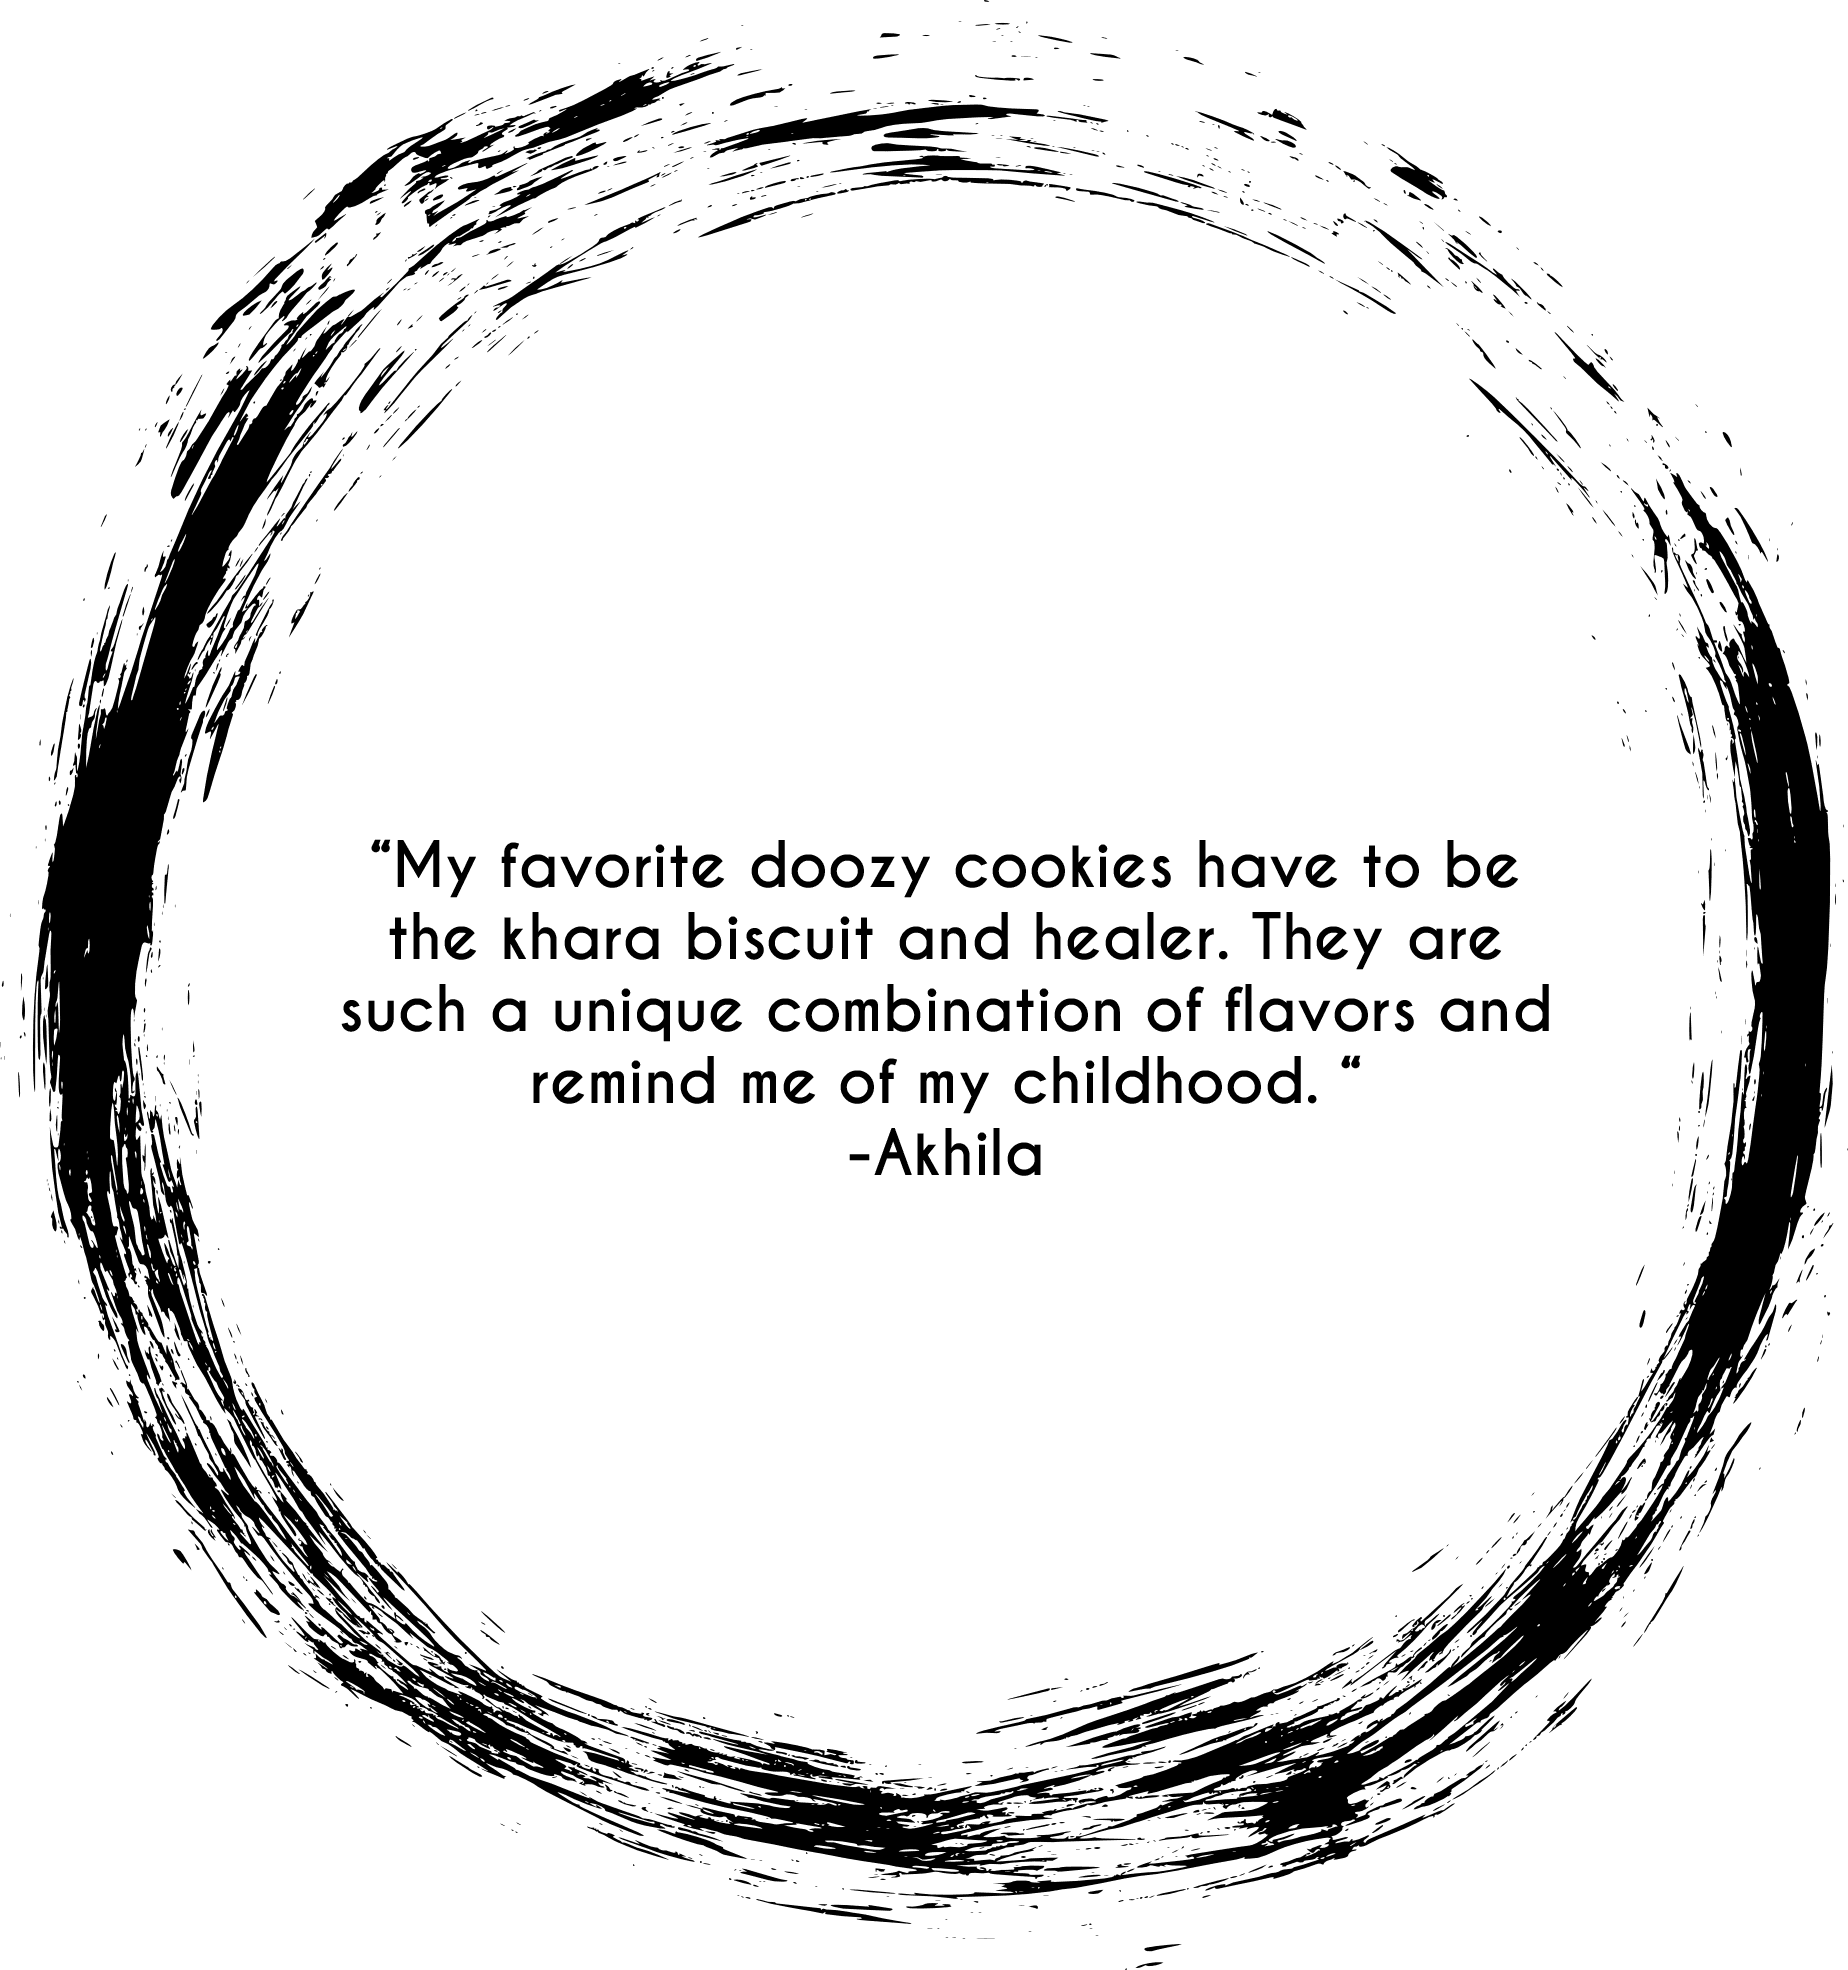 “My favorite doozy cookies have to be
the khara biscuit and healer. They are
such a unique combination of flavors and
remind me of my childhood. “
-Akhila